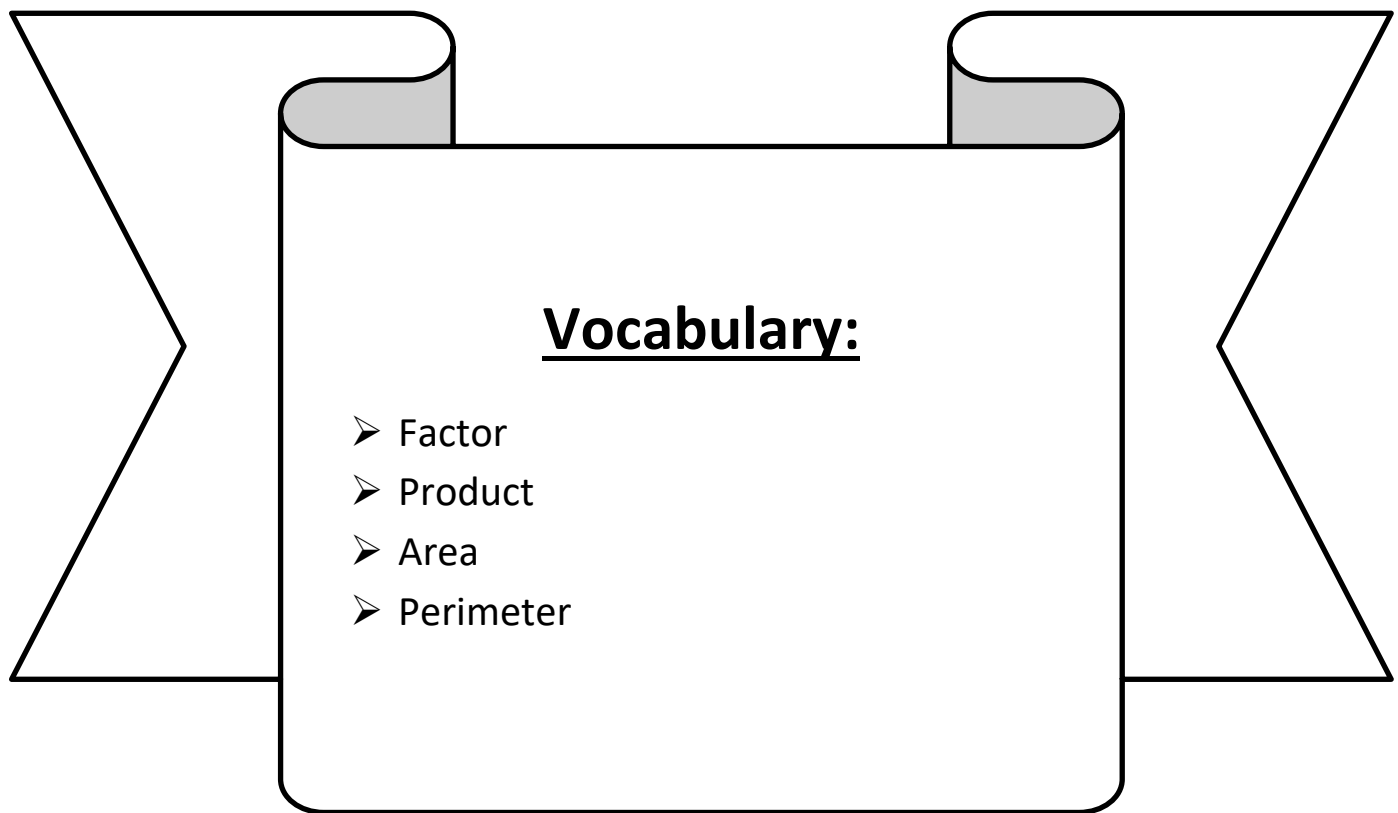 Vocabulary:
➢ Factor
➢ Product
➢ Area
➢ Perimeter